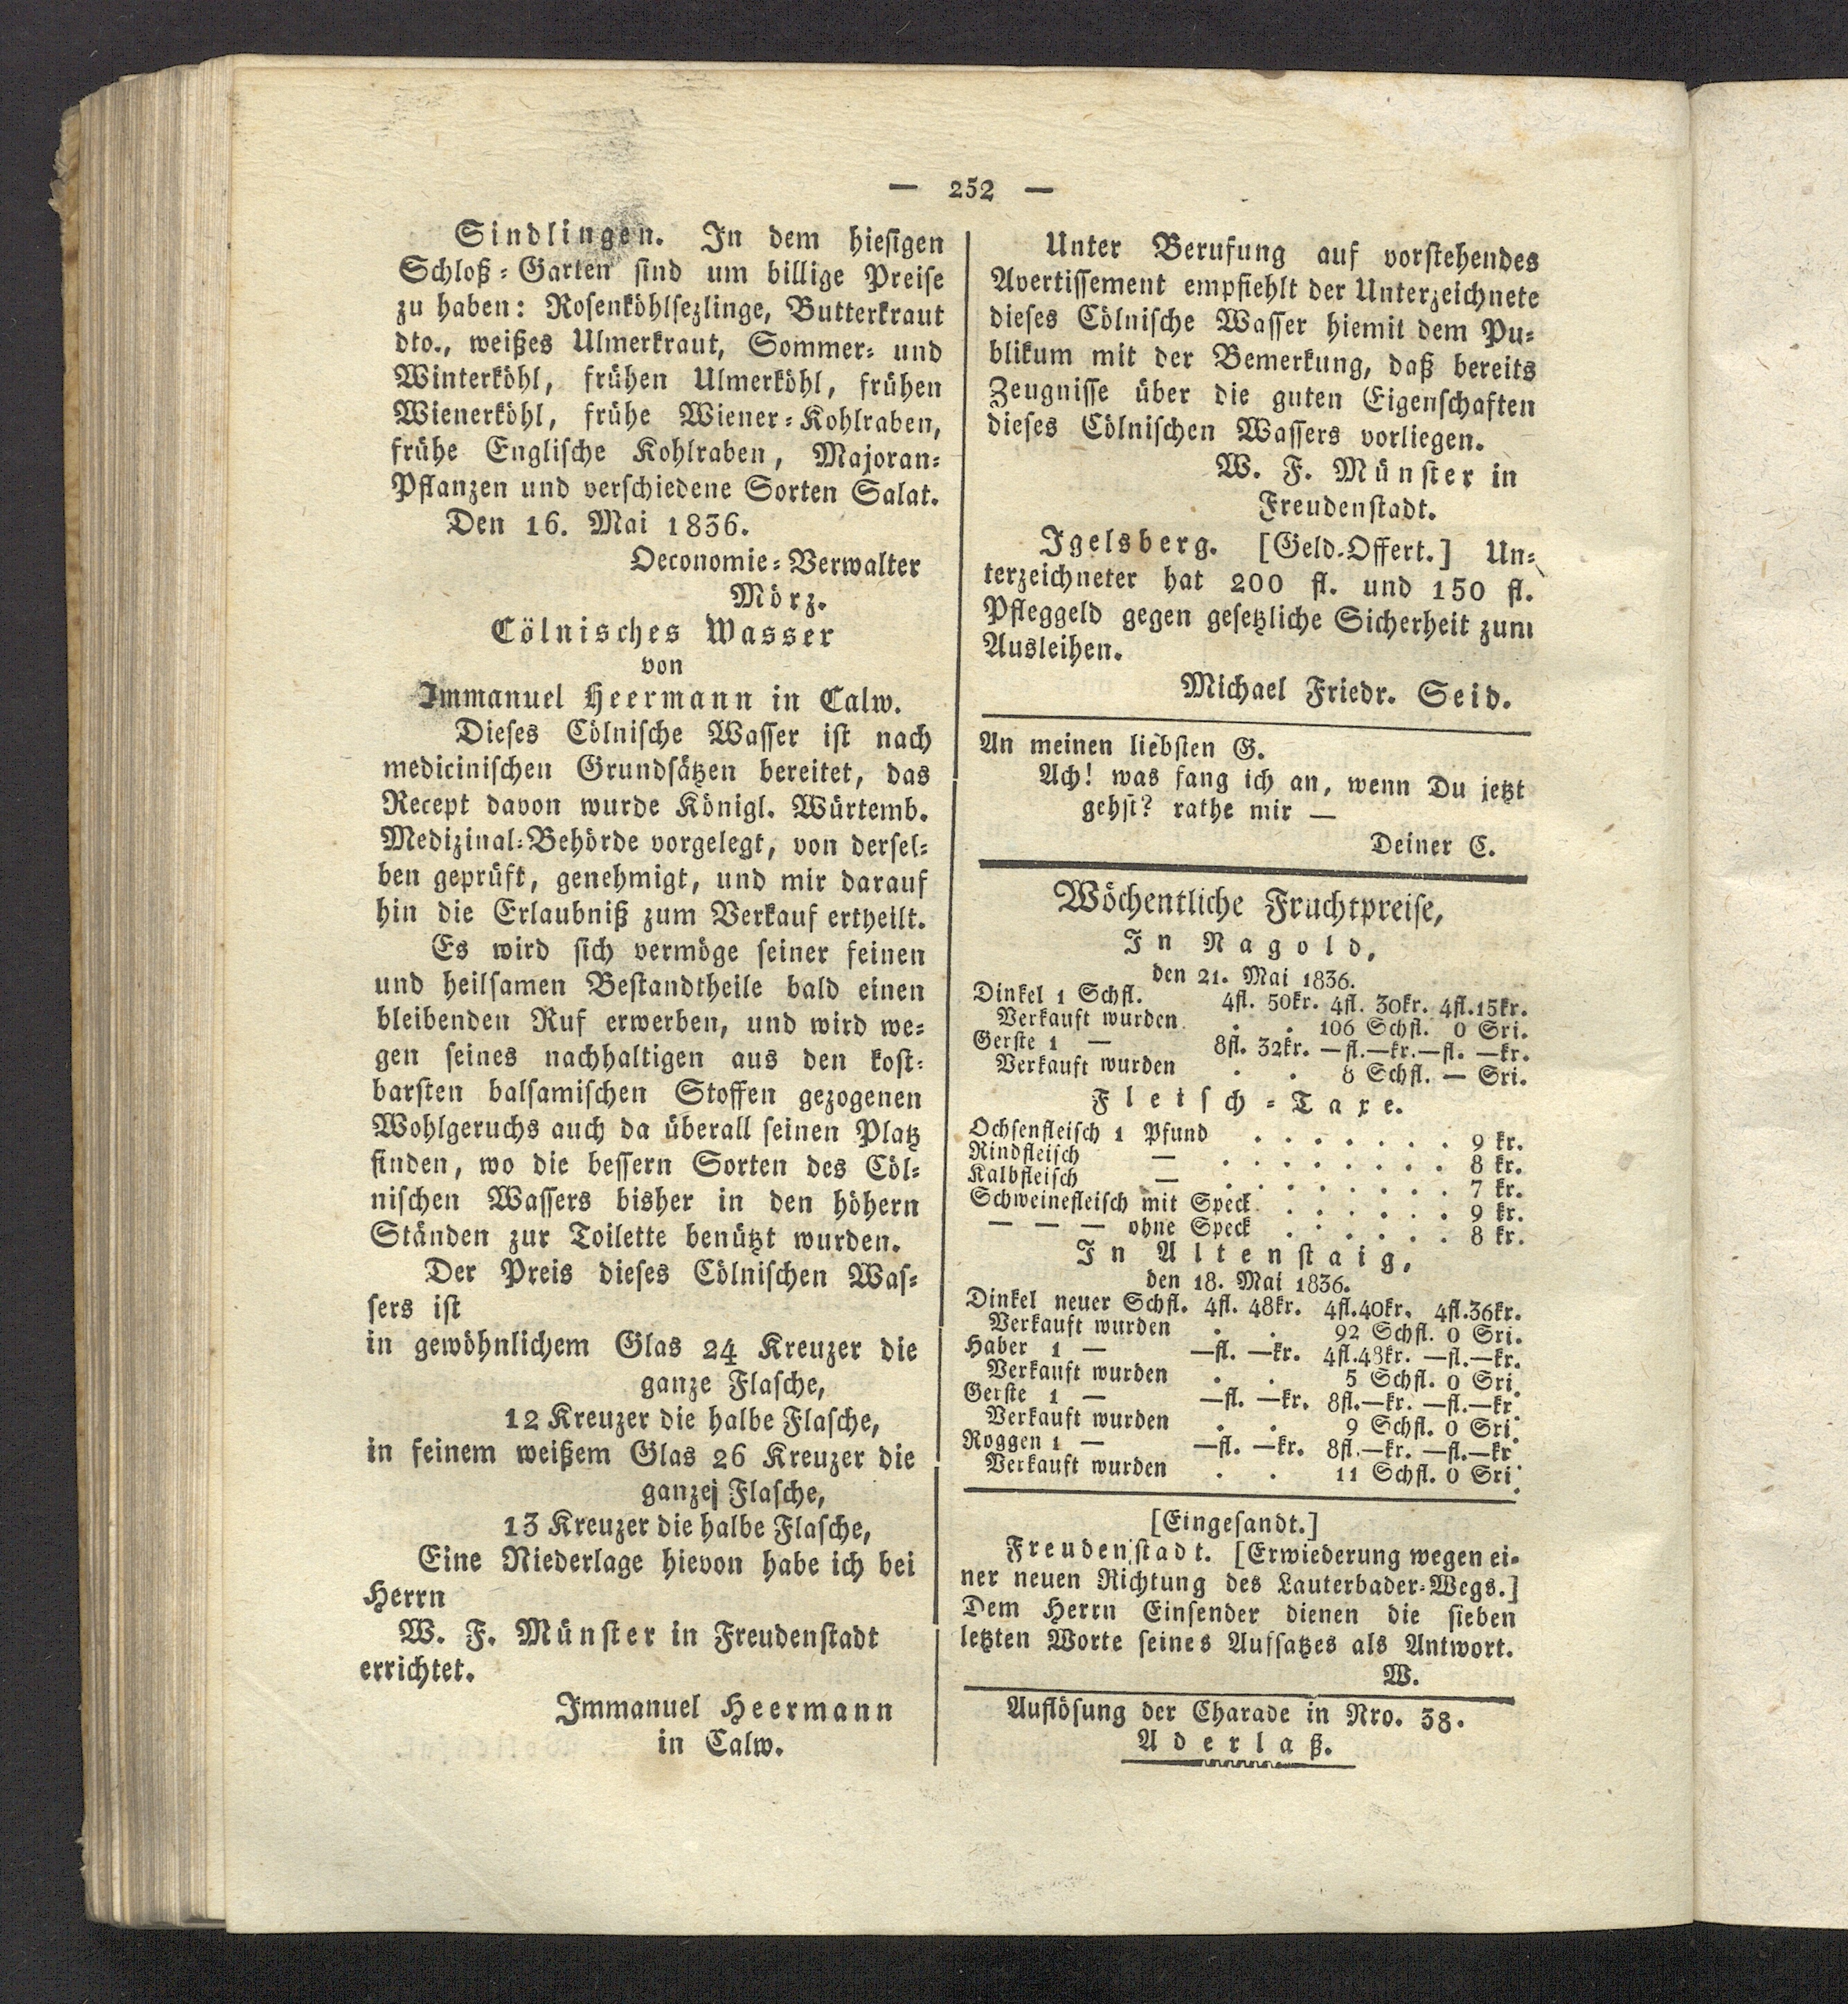 — 252 —
Sindlingen. In dem hiesigen
Schloß-Garten sind um billige Preise
zu haben: Rosenköhlsezlinge, Butterkraut
dto., weißes Ulmerkraut, Sommer- und
Winterköhl, frühen Ulmerköhl, frühen
Wienerköhl, frühe Wiener-Kohlraben,
frühe Englische Kohlraben, Majoran-
Pflanzen und verschiedene Sorten Salat.
Den 16. Mai 1836.
Oeconomie-Verwalter
Mörz.
Cölnisches Wasser
von
Immanuel Heermann in Calw.
Dieses Cölnische Wasser ist nach
medicinischen Grundsätzen bereitet, das
Recept davon wurde Königl. Würtemb.
Medizinal-Behörde vorgelegt, von dersel-
ben geprüft, genehmigt, und mir darauf
hin die Erlaubniß zum Verkauf ertheilt.
Es wird sich vermöge seiner feinen
und heilsamen Bestandtheile bald einen
bleibenden Ruf erwerben, und wird we-
gen seines nachhaltigen aus den kost-
barsten balsamischen Stoffen gezogenen
Wohlgeruchs auch da überall seinen Platz
finden, wo die bessern Sorten des Cöl-
nischen Wassers bisher in den höhern
Ständen zur Toilette benützt wurden.
Der Preis dieses Cölnischen Was-
sers ist
in gewöhnlichem Glas 24 Kreuzer die
ganze Flasche,
12 Kreuzer die halbe Flasche,
in feinem weißem Glas 26 Kreuzer die
ganzej Flasche,
13 Kreuzer die halbe Flasche,
Eine Niederlage hievon habe ich bei
Herrn
W. F. Münster in Freudenstadt
errichtet.
Immanuel Heermann
in Calw.
Unter Berufung auf vorstehendes
Avertissement empfiehlt der Unterzeichnete
dieses Cölnische Wasser hiemit dem Pu-
blikum mit der Bemerkung, daß bereits
Zeugnisse über die guten Eigenschaften
dieses Cölnischen Wassers vorliegen.
W. F. Münster in
Freudenstadt.
Igelsberg. [Geld-Offert.] Un-
terzeichneter hat 200 fl. und 150 fl.
Pfleggeld gegen gesetzliche Sicherheit zum
Ausleihen.
Michael Friedr. Seid.
An meinen liebsten G.
Ach! was fang ich an, wenn Du jetzt
gehst? rathe mir —
Deiner C.
Wöchentliche Fruchtpreise,
In Nagold,
den 21. Mai 1836.
Dinkel 1 Schfl. 4fl. 50kr. 4fl. 30kr. 4fl.15kr.
Verkauft wurden . . 106 Schfl. 0 Sri.
Gerste 1 — 8fl. 32kr. —fl.—kr.—fl. —kr.
Verkauft wurden . . 8 Schfl. — Sri.
Fleisch-Taxe.
Ochsenfleisch 1 Pfund . . . . . . . 9 kr.
Rindfleisch — . . . . . . . . 8 kr.
Kalbfleisch — . . . . . . . . 7 kr.
Schweinefleisch mit Speck . . . . . . 9 kr.
— — — ohne Speck . . . . . . 8 kr.
In Altenstaig,
den 18. Mai 1836.
Dinkel neuer Schfl. 4fl. 48kr. 4fl.40kr. 4fl.36kr.
Verkauft wurden . . 92 Schfl. 0 Sri.
Haber 1 — —fl. —kr. 4fl.48kr. —fl.—kr.
Verkauft wurden . . 5 Schfl. 0 Sri.
Gerste 1 — —fl. —kr. 8fl.—kr. —fl.—kr.
Verkauft wurden . . 9 Schfl. 0 Sri.
Roggen 1 — —fl. —kr. 8fl.—kr. —fl.—kr.
Verkauft wurden . . 11 Schfl. 0 Sri.
[Eingesandt.]
Freudenstadt. [Erwiederung wegen ei-
ner neuen Richtung des Lauterbader-Wegs.]
Dem Herrn Einsender dienen die sieben
letzten Worte seines Aufsatzes als Antwort.
W.
Auflösung der Charade in Nro. 38.
Aderlaß.